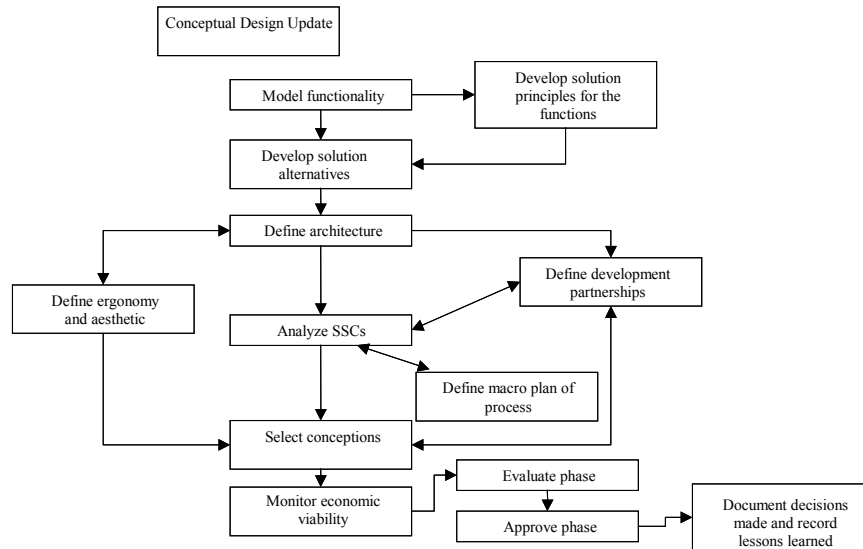 Conceptual Design Update
Model functionality
Develop solution
principles for the
functions
Develop solution
alternatives
Define architecture
Define development
partnerships
Define ergonomy
and aesthetic
Analyze SSCs
Define macro plan of
process
Select conceptions
Monitor economic
viability
Evaluate phase
Approve phase
Document decisions
made and record
lessons learned